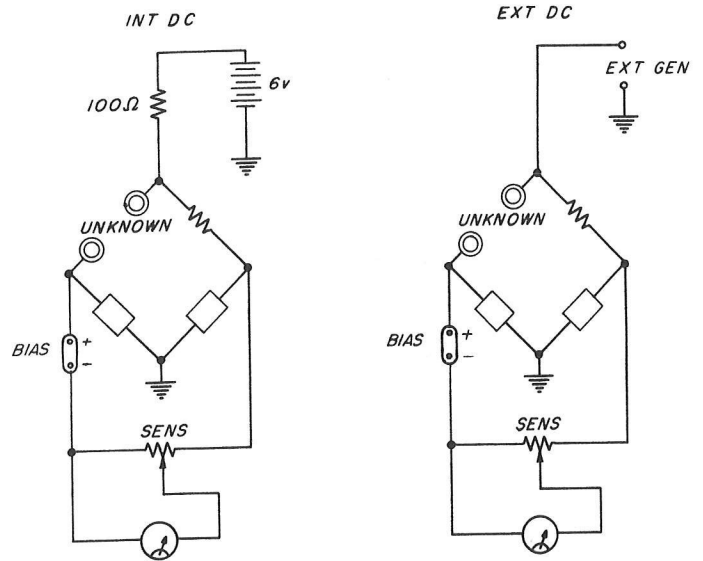 INT DC
100Ω
6v
UNKNOWN
BIAS
+
−
SENS
EXT DC
EXT GEN
UNKNOWN
BIAS
+
−
SENS